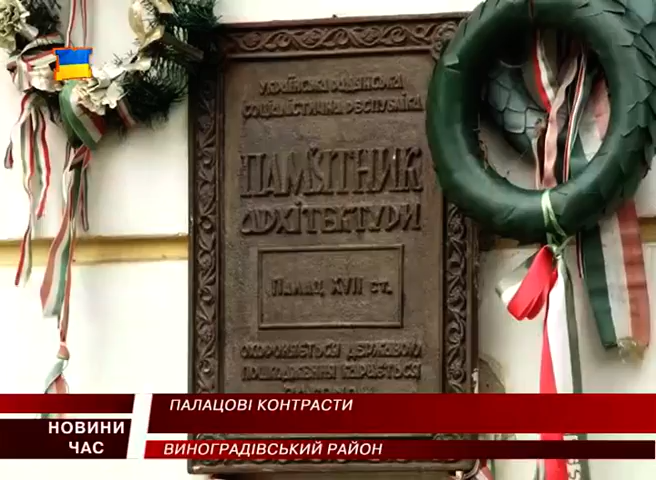 УКРАЇНСЬКА РАДЯНСЬКА
СОЦІАЛІСТИЧНА РЕСПУБЛІКА
ПАМ'ЯТНИК
АРХІТЕКТУРИ
ПАЛАЦ XVII СТ.
ОХОРОНЯЄТЬСЯ ДЕРЖАВОЮ
ПОШКОДЖЕННЯ КАРАЄТЬСЯ
ПАЛАЦОВІ КОНТРАСТИ
НОВИНИ
ЧАС
ВИНОГРАДІВСЬКИЙ РАЙОН